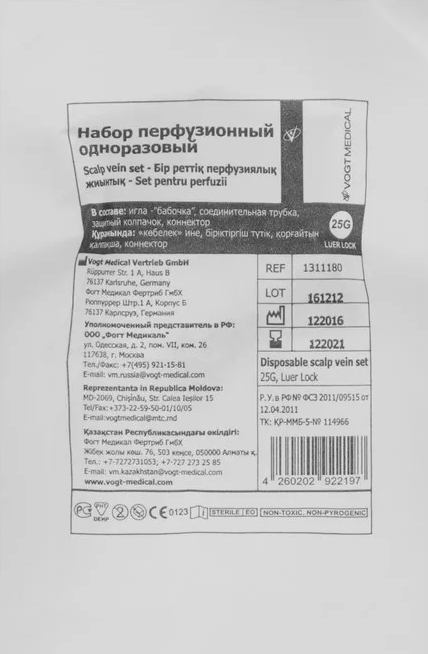 Набор перфузионный
одноразовый
Scalp vein set - Бір реттік перфузиялық
жиынтық - Set pentru perfuzii
VOGT MEDICAL
В составе: игла -"бабочка", соединительная трубка,
защитный колпачок, коннектор
Құрамында: «көбелек» ине, біріктіргіш түтік, қорғайтын
қалпақша, коннектор
25G
LUER LOCK
Vogt Medical Vertrieb GmbH
Rüppurrer Str. 1 A, Haus B
76137 Karlsruhe, Germany
Фогт Медикал Фертриб ГмбХ
Рюппуррер Штр.1 А, Корпус Б
76137 Карлсруэ, Германия
Уполномоченный представитель в РФ:
ООО „Фогт Медикаль"
ул. Одесская, д. 2, пом. VII, ком. 26
117638, г. Москва
Тел./Факс: +7(495) 921-15-81
E-mail: vm.russia@vogt-medical.com
Reprezentanta in Republica Moldova:
MD-2069, Chişinău, Str. Calea Ieşilor 15
Tel/Fax:+373-22-59-50-01/10/05
E-mail:vogtmedical@mtc.md
Қазақстан Республикасындағы өкілдігі:
Фогт Медикал Фертриб ГмбХ
Жібек жолы көш. 76, 503 кеңсе, 050000 Алматы қ.
Тел.: +7-7272731053; +7-727 273 25 85
E-mail: vm.kazakhstan@vogt-medical.com
www.vogt-medical.com
REF 1311180
LOT 161212
122016
122021
Disposable scalp vein set
25G, Luer Lock
Р.У. в РФ № ФСЗ 2011/09515 от
12.04.2011
ТК: ҚР-ММБ-5-№ 114966
4 260202 922197
РСТ PHT DEHP 2 CE 0123 i STERILE EO NON-TOXIC, NON-PYROGENIC